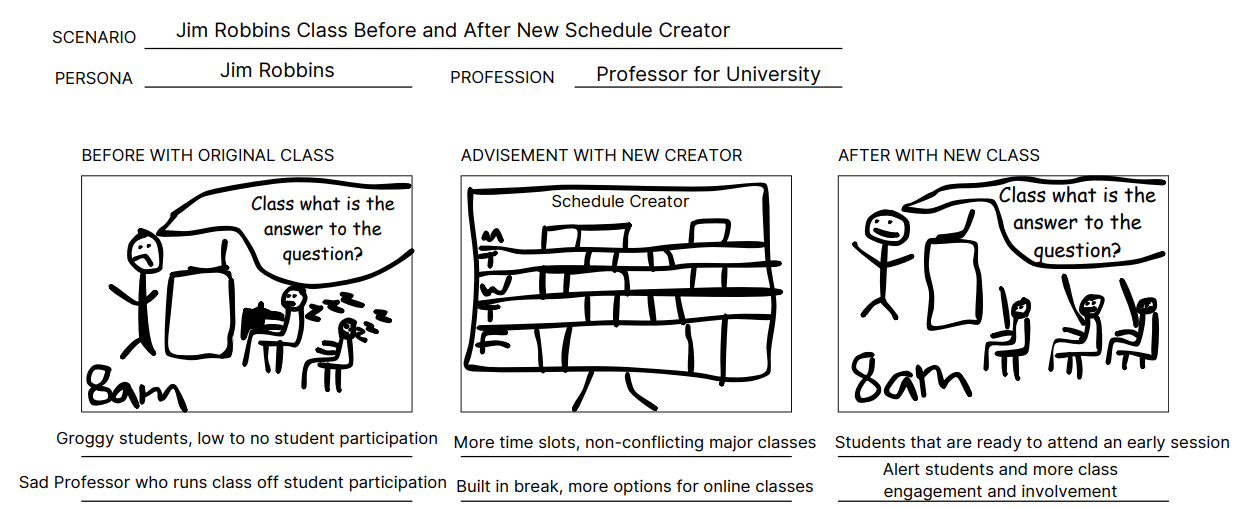 SCENARIO Jim Robbins Class Before and After New Schedule Creator
PERSONA Jim Robbins PROFESSION Professor for University
BEFORE WITH ORIGINAL CLASS
Class what is the
answer to the
question?
z z z z
z z z
8am
Groggy students, low to no student participation
Sad Professor who runs class off student participation
ADVISEMENT WITH NEW CREATOR
Schedule Creator
M
T
W
T
F
More time slots, non-conflicting major classes
Built in break, more options for online classes
AFTER WITH NEW CLASS
Class what is the
answer to the
question?
8am
Students that are ready to attend an early session
Alert students and more class
engagement and involvement